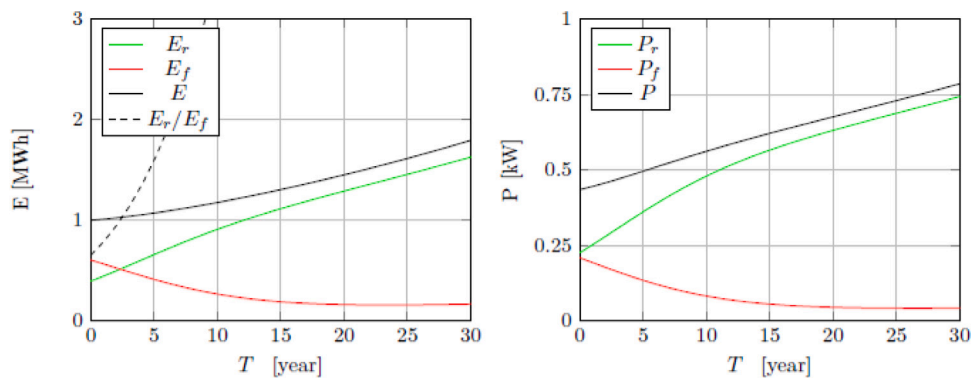 3
2
1
0
E [MWh]
E_r
E_f
E
E_r/E_f
0 5 10 15 20 25 30
T [year]
1
0.75
0.5
0.25
0
P [kW]
P_r
P_f
P
0 5 10 15 20 25 30
T [year]